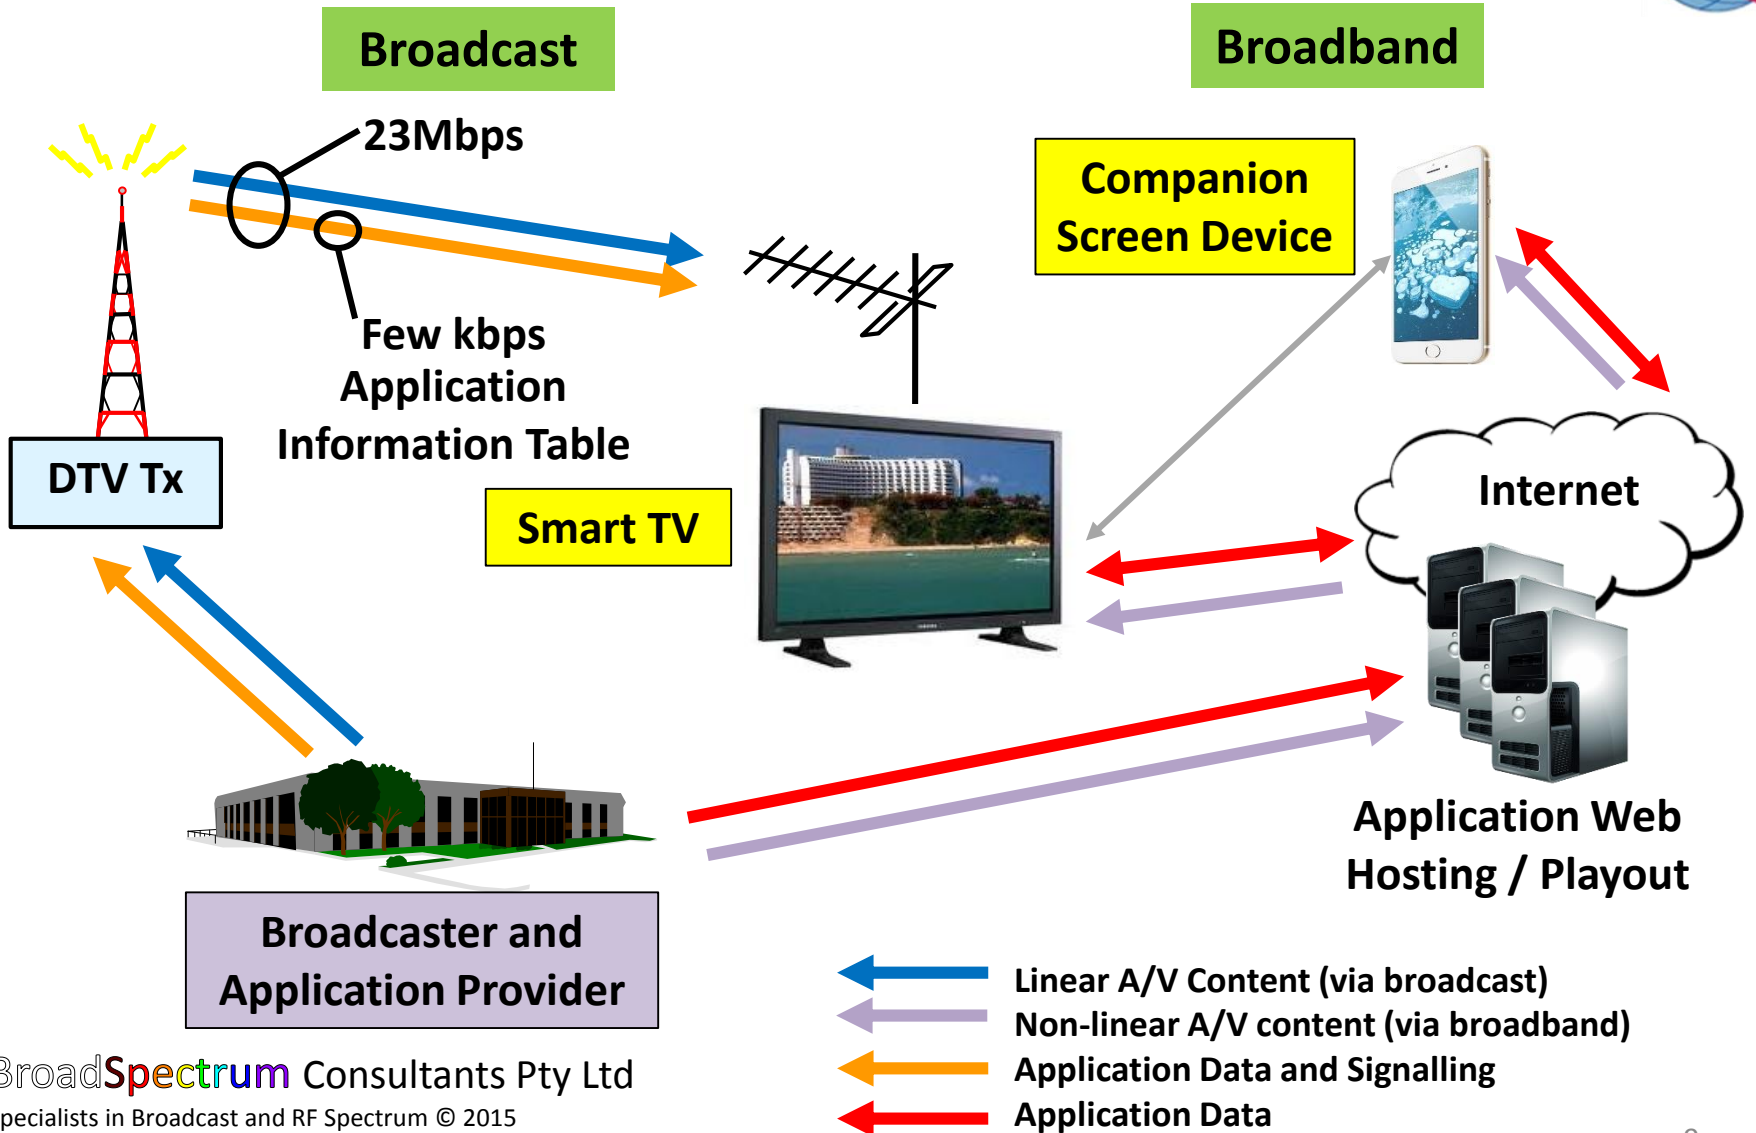 Broadcast
Broadband
23Mbps
Companion
Screen Device
Few kbps
Application
Information Table
DTV Tx
Smart TV
Internet
Application Web
Hosting / Playout
Broadcaster and
Application Provider
Linear A/V Content (via broadcast)
Non-linear A/V content (via broadband)
Application Data and Signalling
Application Data
BroadSpectrum Consultants Pty Ltd
pecialists in Broadcast and RF Spectrum © 2015